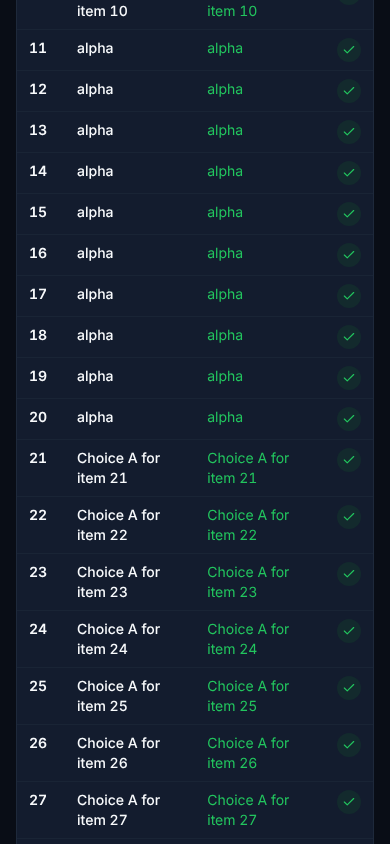 item 10 item 10
11 alpha alpha
12 alpha alpha
13 alpha alpha
14 alpha alpha
15 alpha alpha
16 alpha alpha
17 alpha alpha
18 alpha alpha
19 alpha alpha
20 alpha alpha
21 Choice A for Choice A for
item 21 item 21
22 Choice A for Choice A for
item 22 item 22
23 Choice A for Choice A for
item 23 item 23
24 Choice A for Choice A for
item 24 item 24
25 Choice A for Choice A for
item 25 item 25
26 Choice A for Choice A for
item 26 item 26
27 Choice A for Choice A for
item 27 item 27